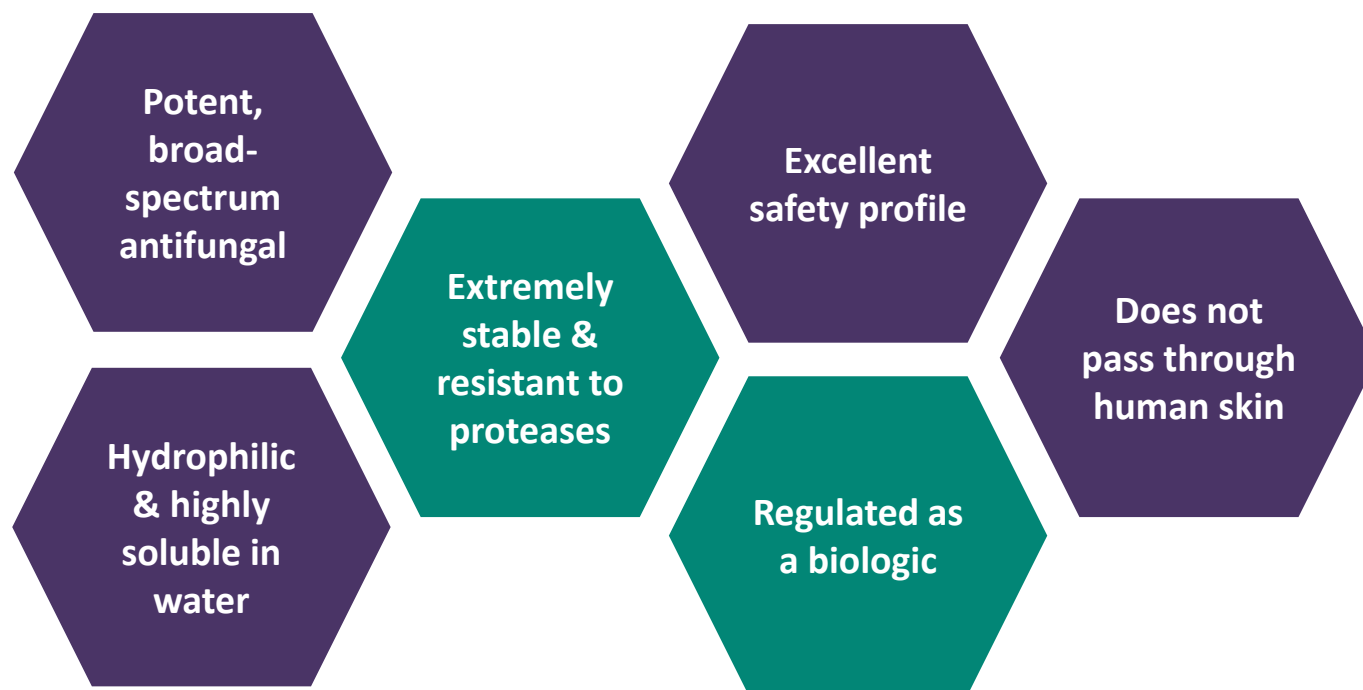 Potent,
broad-
spectrum
antifungal
Hydrophilic
& highly
soluble in
water
Extremely
stable &
resistant to
proteases
Excellent
safety profile
Regulated as
a biologic
Does not
pass through
human skin